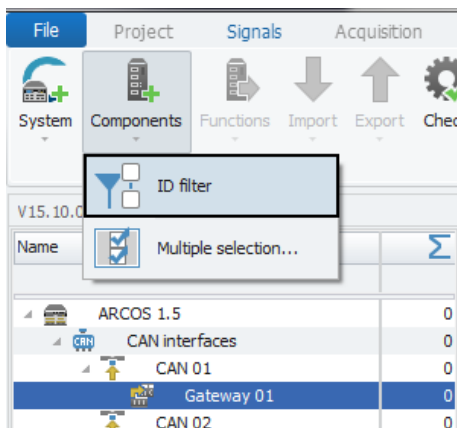 File Project Signals Acquisition
System Components Functions Import Export Chec
ID filter
V15.10.0
Multiple selection...
Name Σ
ARCOS 1.5 0
CAN CAN interfaces 0
CAN 01 0
Gateway 01 0
CAN 02 0